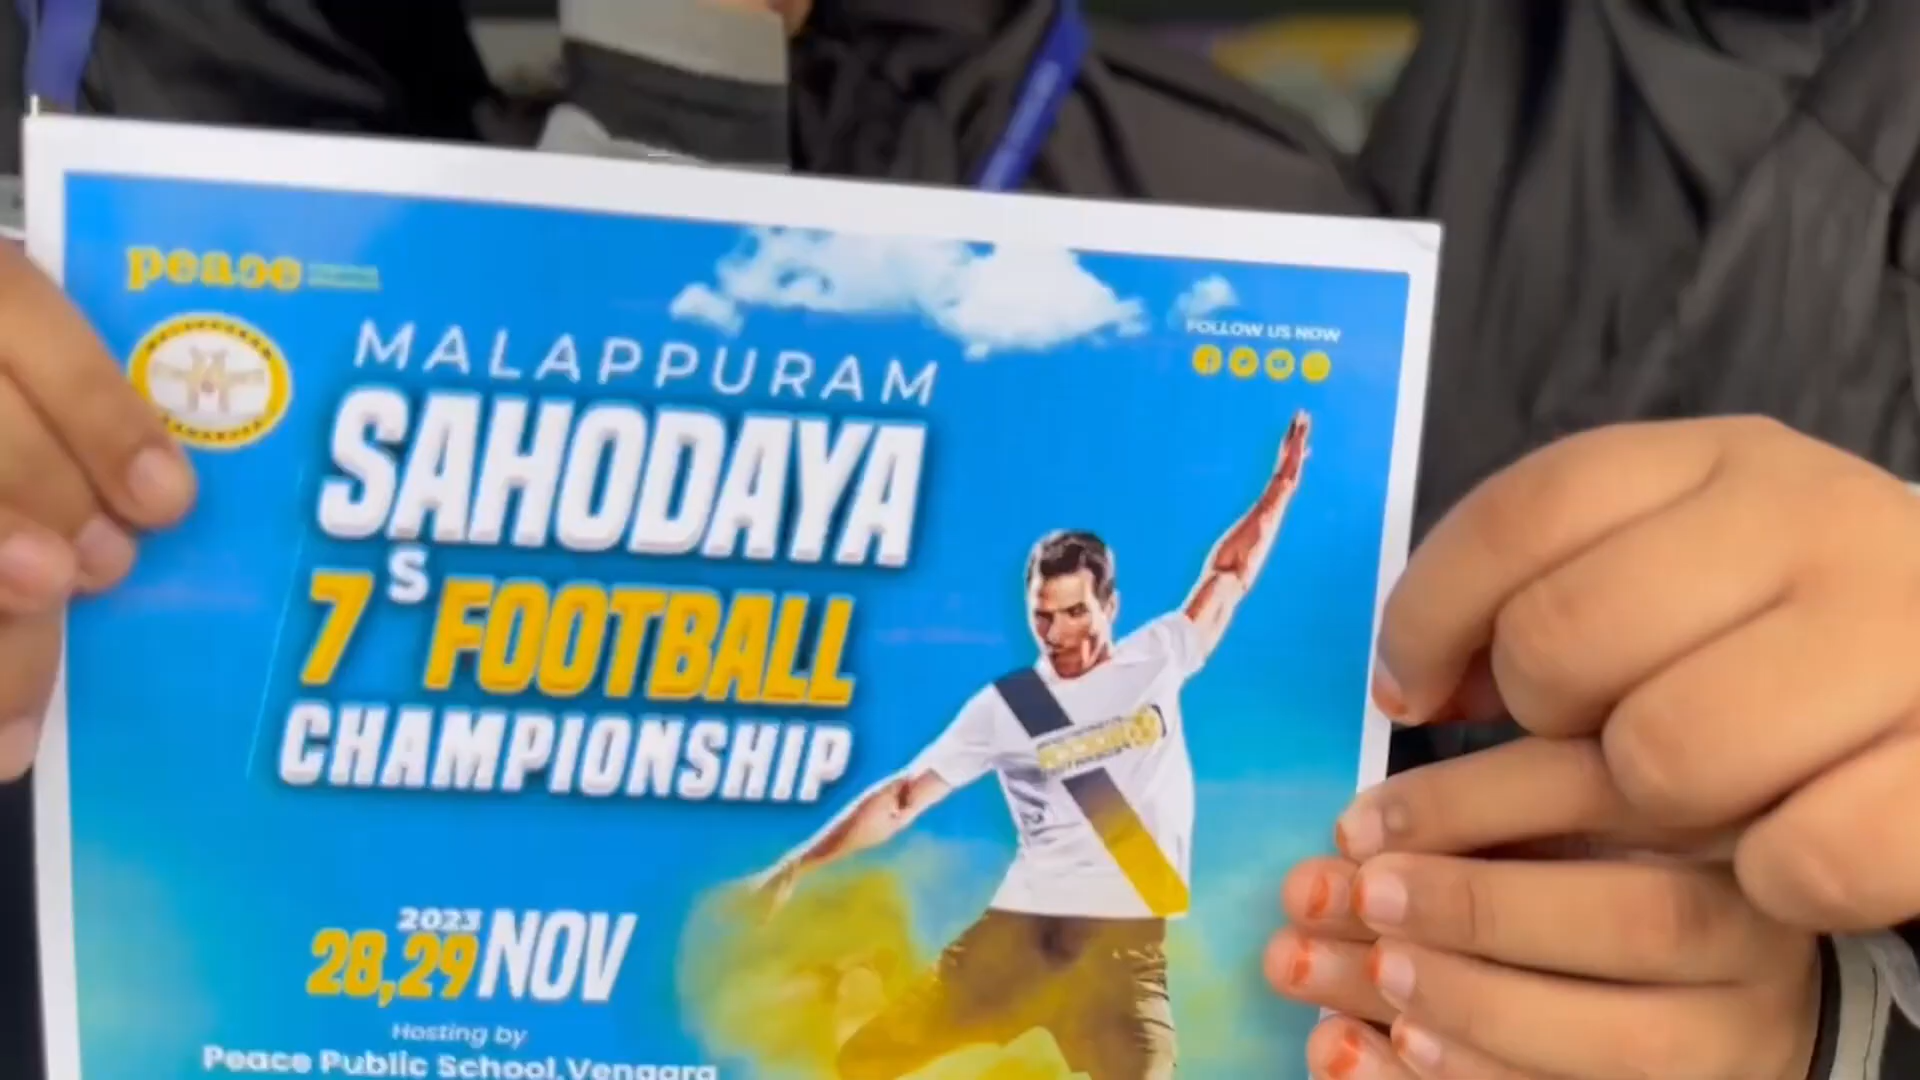 peace
FOLLOW US NOW
MALAPPURAM
SAHODAYA
7S FOOTBALL
CHAMPIONSHIP
2023
28,29 NOV
Hosting by
Peace Public School,Vengara